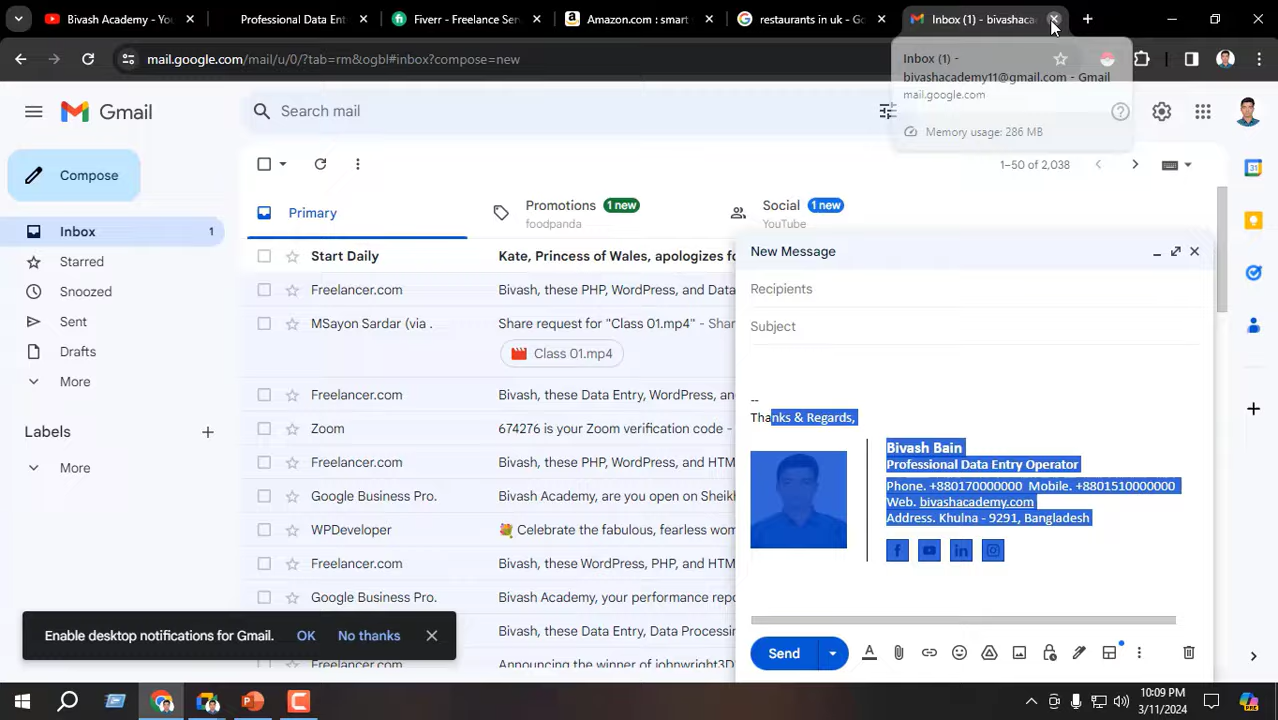 Bivash Academy - You
Professional Data Ent
Fiverr - Freelance Ser
Amazon.com : smart
restaurants in uk - Go
Inbox (1) - bivashaca
mail.google.com/mail/u/0/?tab=rm&ogbl#inbox?compose=new
Inbox (1) -
bivashacademy11@gmail.com - Gmail
mail.google.com
Memory usage: 286 MB
Gmail
Search mail
Compose
1–50 of 2,038
Primary
Promotions 1 new
foodpanda
Social 1 new
YouTube
Inbox 1
Starred
Snoozed
Sent
Drafts
More
Labels
More
Start Daily Kate, Princess of Wales, apologizes fo
Freelancer.com Bivash, these PHP, WordPress, and Data
MSayon Sardar (via . Share request for "Class 01.mp4" - Shar
Class 01.mp4
Freelancer.com Bivash, these Data Entry, WordPress, and
Zoom 674276 is your Zoom verification code -
Freelancer.com Bivash, these PHP, WordPress, and HTM
Google Business Pro. Bivash Academy, are you open on Sheikh
WPDeveloper Celebrate the fabulous, fearless wom
Freelancer.com Bivash, these WordPress, PHP, and HTM
Google Business Pro. Bivash Academy, your performance repo
Bivash, these Data Entry, Data Processin
Announcing the winner of johnwright3D
New Message
Recipients
Subject
--
Thanks & Regards,
Bivash Bain
Professional Data Entry Operator
Phone. +880170000000 Mobile. +8801510000000
Web. bivashacademy.com
Address. Khulna - 9291, Bangladesh
Send
Enable desktop notifications for Gmail. OK No thanks
10:09 PM
3/11/2024